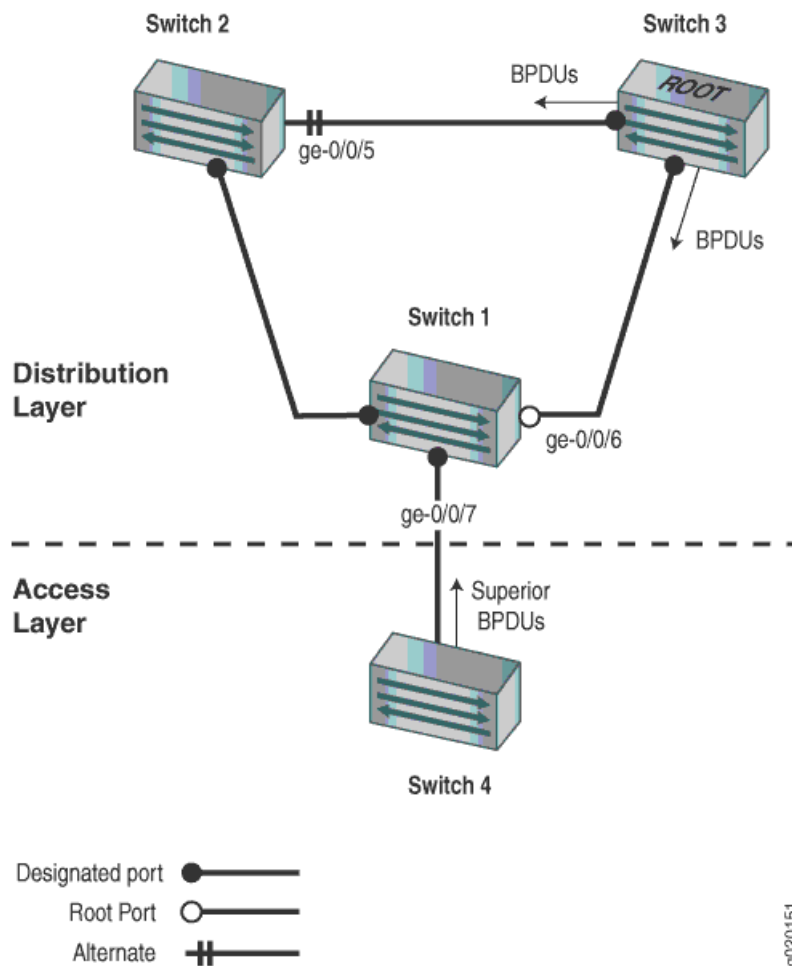 Switch 2
Switch 3
BPDUs
ROOT
ge-0/0/5
BPDUs
Switch 1
Distribution
Layer
ge-0/0/6
ge-0/0/7
Access
Layer
Superior
BPDUs
Switch 4
Designated port
Root Port
Alternate
g020151